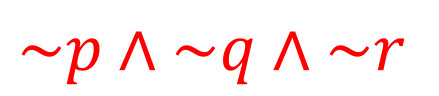 ~p ∧ ~q ∧ ~r